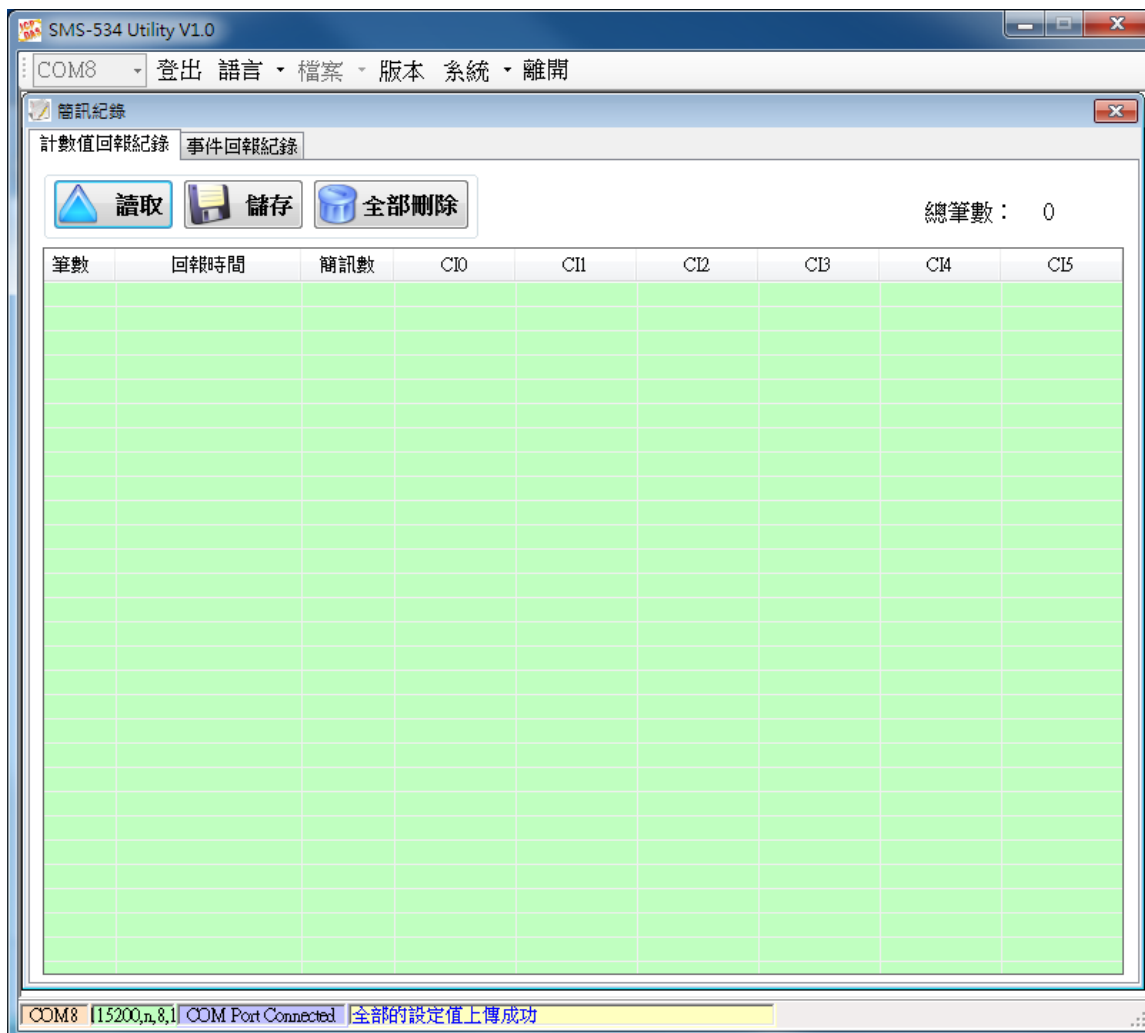 SMS-534 Utility V1.0
COM8 登出 語言 檔案 版本 系統 離開
簡訊紀錄
計數值回報紀錄 事件回報紀錄
讀取 儲存 全部刪除 總筆數： 0
筆數 回報時間 簡訊數 CI0 CI1 CI2 CI3 CI4 CI5
COM8 15200,n,8,1 COM Port Connected 全部的設定值上傳成功